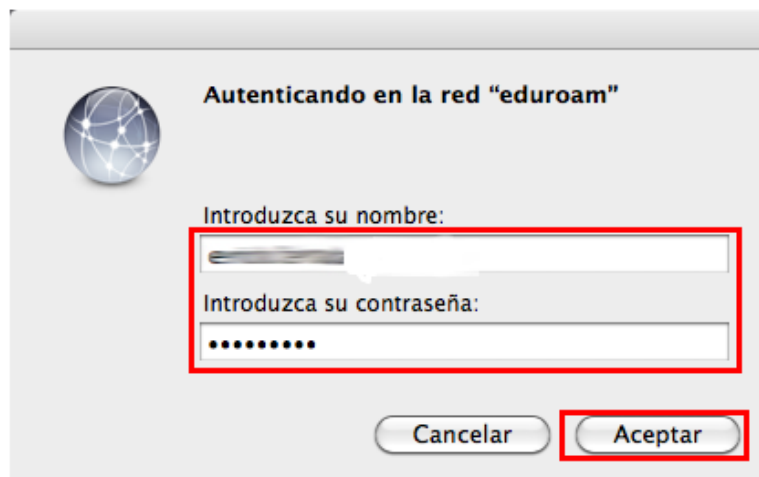 Autenticando en la red “eduroam”
Introduzca su nombre:
Introduzca su contraseña:
•••••••••
Cancelar Aceptar